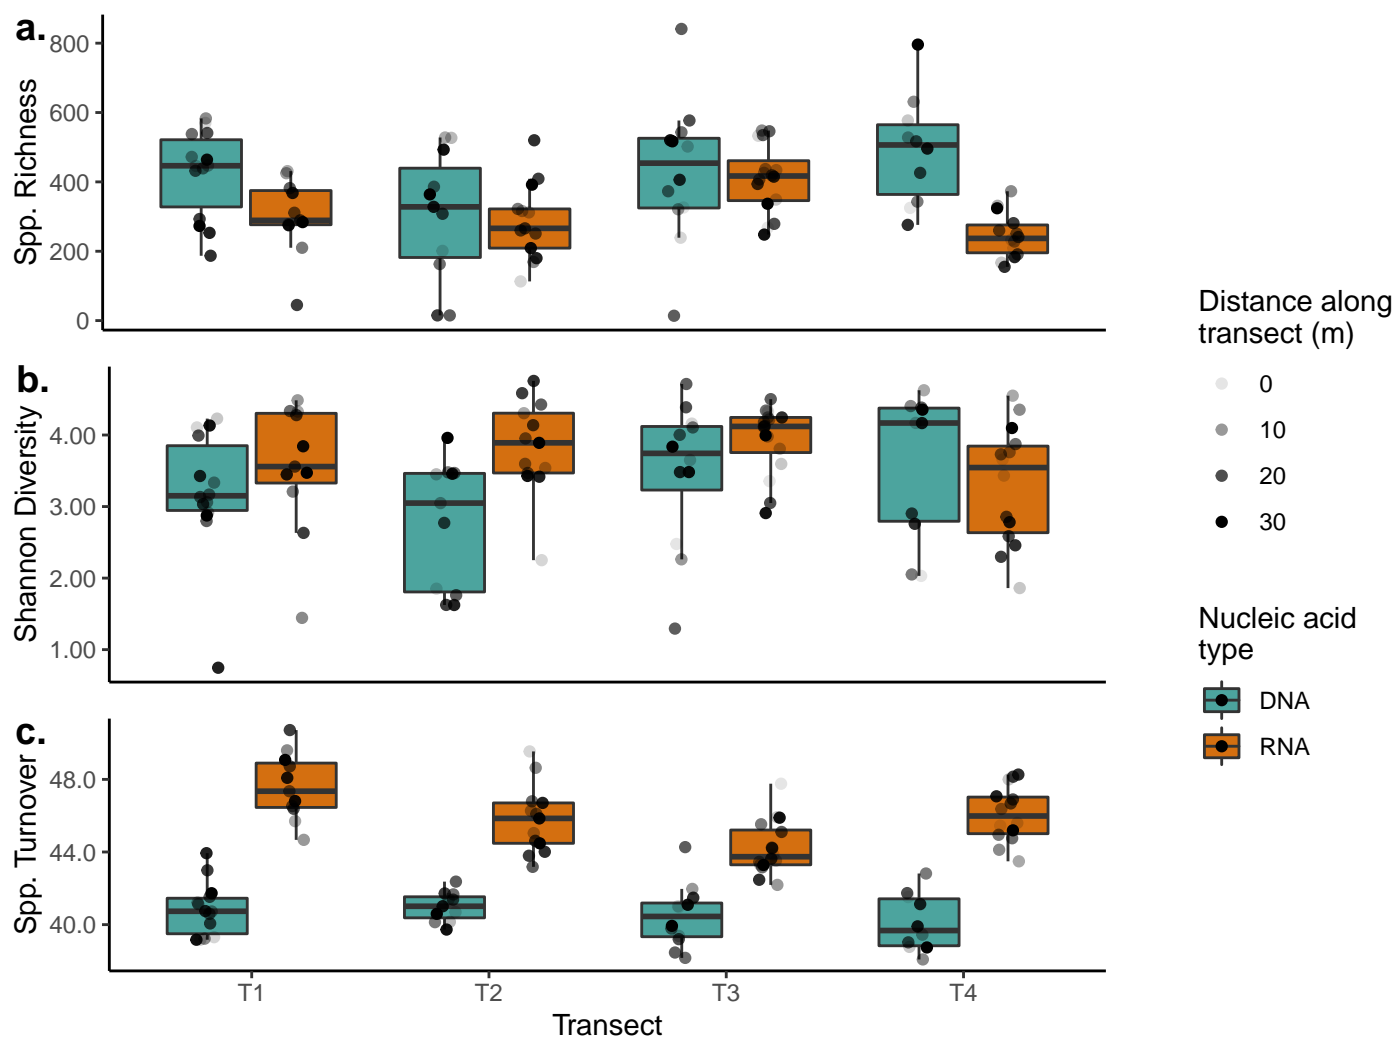 a.
Spp. Richness
800
600
400
200
0
b.
Shannon Diversity
4.00
3.00
2.00
1.00
c.
Spp. Turnover
48.0
44.0
40.0
T1 T2 T3 T4
Transect
Distance along
transect (m)
0
10
20
30
Nucleic acid
type
DNA
RNA